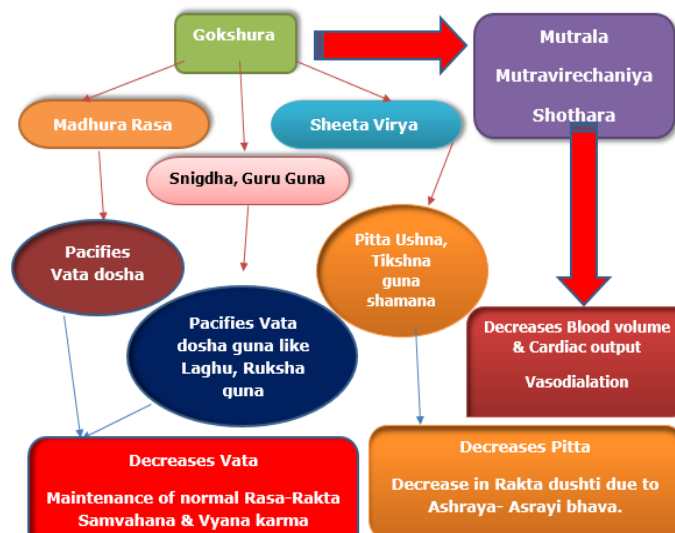 Gokshura
Mutrala
Mutravirechaniya
Shothara
Madhura Rasa
Sheeta Virya
Snigdha, Guru Guna
Pacifies
Vata dosha
Pitta Ushna,
Tikshna
guna
shamana
Pacifies Vata
dosha guna like
Laghu, Ruksha
guna
Decreases Blood volume
& Cardiac output
Vasodialation
Decreases Vata
Maintenance of normal Rasa-Rakta
Samvahana & Vyana karma
Decreases Pitta
Decrease in Rakta dushti due to
Ashraya- Asrayi bhava.